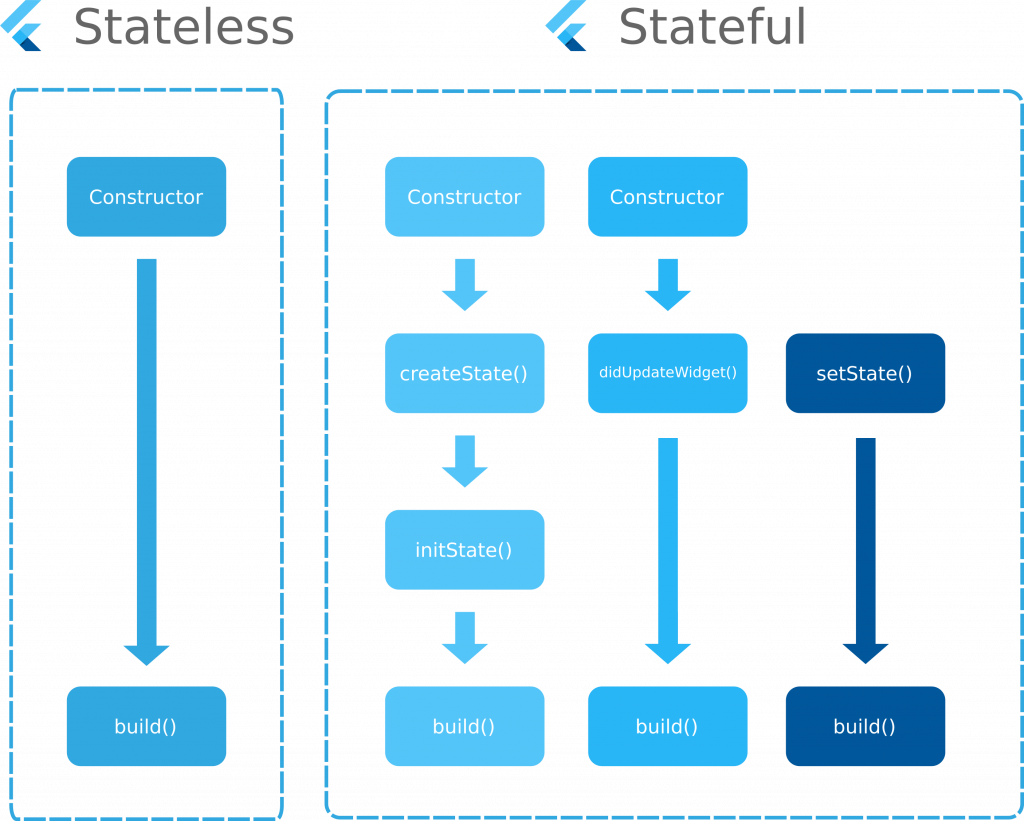 Stateless
Stateful
Constructor
build()
Constructor
createState()
initState()
build()
Constructor
didUpdateWidget()
build()
setState()
build()